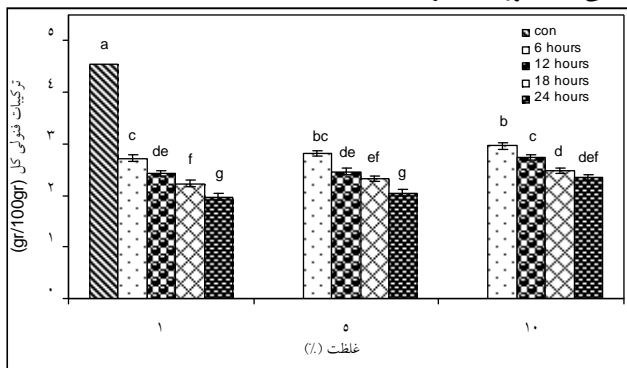 ۵
۴
۳
۲
۱
۰
ترکیبات فنولی کل (gr/100gr)
con
6 hours
12 hours
18 hours
24 hours
a
c
de
f
g
bc
de
ef
g
b
c
d
def
۱
۵
۱۰
غلظت (٪)